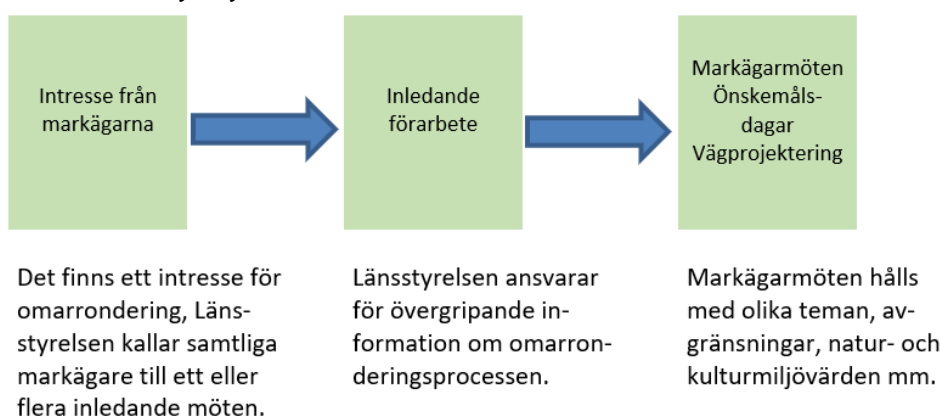 Intresse från
markägarna
Inledande
förarbete
Markägarmöten
Önskemåls-
dagar
Vägprojektering
Det finns ett intresse för
omarrondering, Läns-
styrelsen kallar samtliga
markägare till ett eller
flera inledande möten.
Länsstyrelsen ansvarar
för övergripande in-
formation om omarron-
deringsprocessen.
Markägarmöten hålls
med olika teman, av-
gränsningar, natur- och
kulturmiljövärden mm.